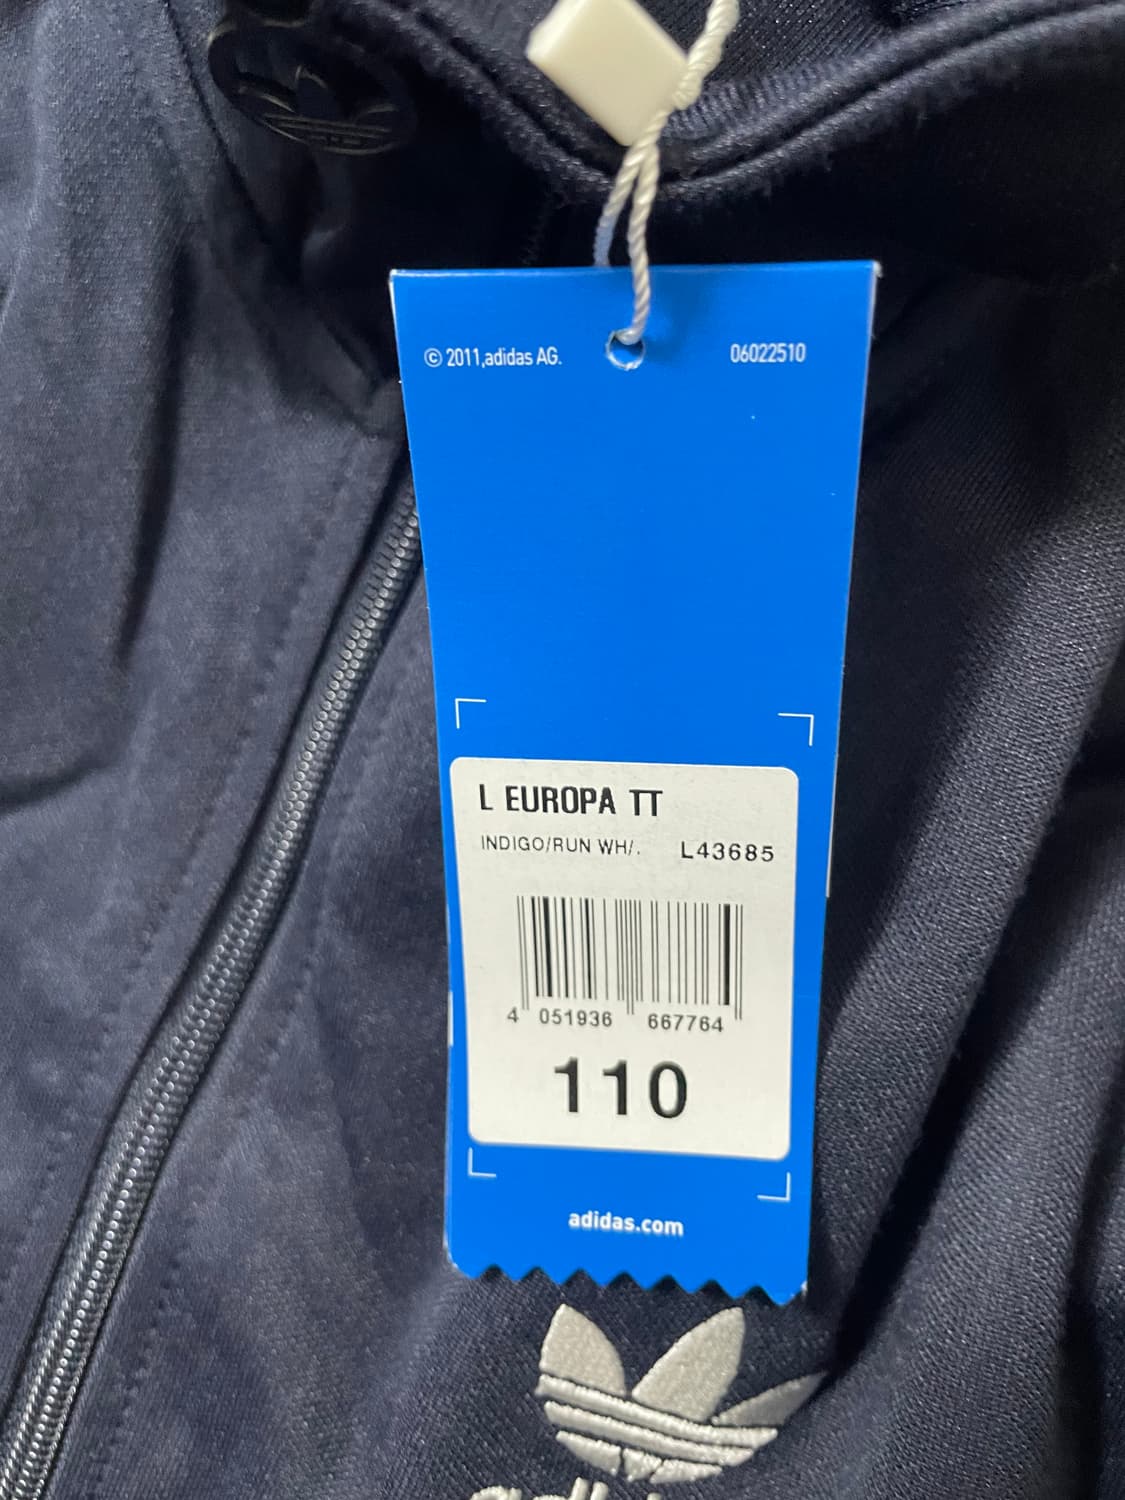 © 2011,adidas AG.
06022510
L EUROPA TT
INDIGO/RUN WH/.
L43685
4 051936 667764
110
adidas.com